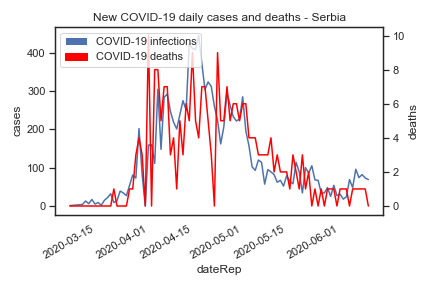 New COVID-19 daily cases and deaths - Serbia
COVID-19 infections
COVID-19 deaths
400
300
200
100
0
cases
10
8
6
4
2
0
deaths
2020-03-15
2020-04-01
2020-04-15
2020-05-01
2020-05-15
2020-06-01
dateRep